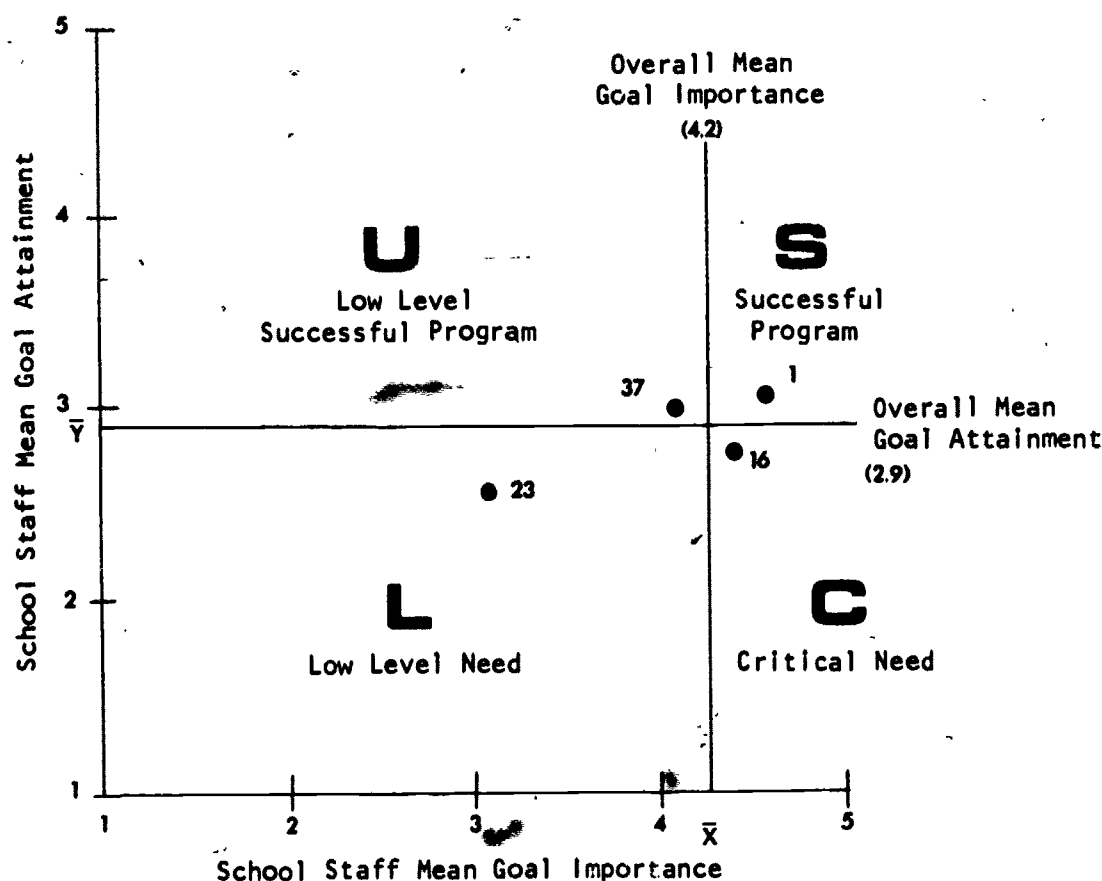 5
Overall Mean
Goal Importance
(4.2)
School Staff Mean Goal Attainment
4
U
S
Low Level
Successful Program
Successful
Program
37
1
3
Y̅
Overall Mean
Goal Attainment
(2.9)
16
23
2
L
C
Low Level Need
Critical Need
1
1
2
3
4
X̅
5
School Staff Mean Goal Importance